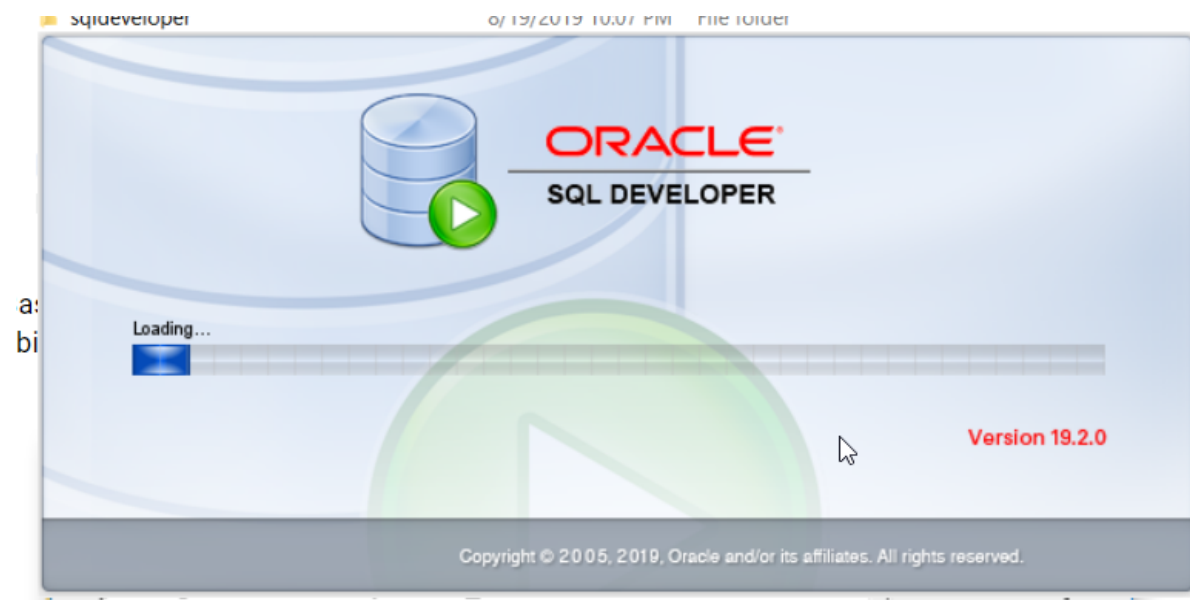 sqldeveloper 8/19/2019 10:07 PM File folder
ORACLE
SQL DEVELOPER
Loading...
bi
Version 19.2.0
Copyright © 2005, 2019, Oracle and/or its affiliates. All rights reserved.